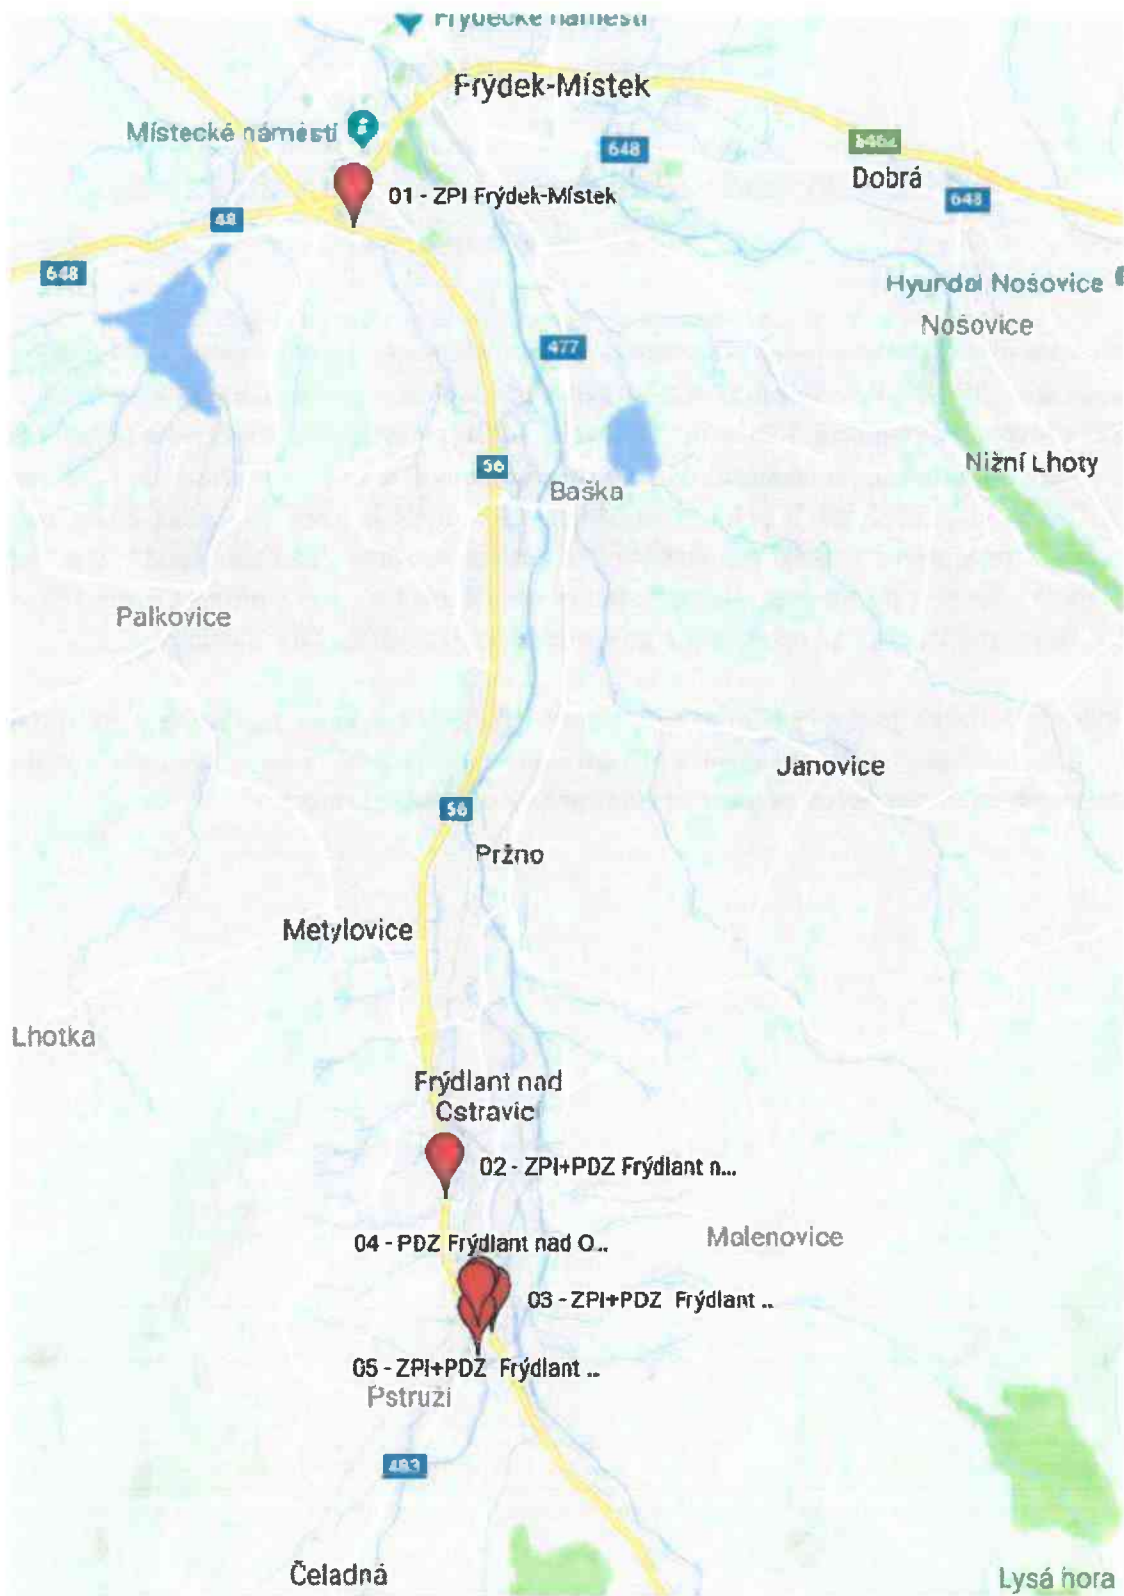 Frýdecké náměstí
Frýdek-Místek
Místecké náměstí
648
Dobrá
01 - ZPI Frýdek-Místek
648
48
648
Hyundai Nošovice
Nošovice
477
56
Nižní Lhoty
Baška
Palkovice
Janovice
56
Pržno
Metylovice
Lhotka
Frýdlant nad
Ostravicí
02 - ZPI+PDZ Frýdlant n...
04 - PDZ Frýdlant nad O...
Malenovice
03 - ZPI+PDZ Frýdlant ..
05 - ZPI+PDZ Frýdlant ..
Pstruží
483
Čeladná
Lysá hora